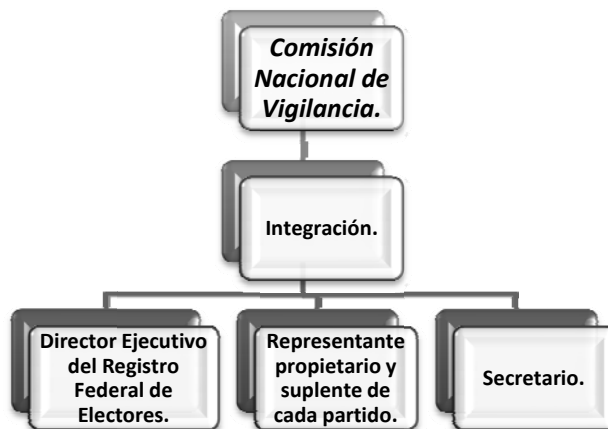 Comisión
Nacional de
Vigilancia.
Integración.
Director Ejecutivo
del Registro
Federal de
Electores.
Representante
propietario y
suplente de
cada partido.
Secretario.